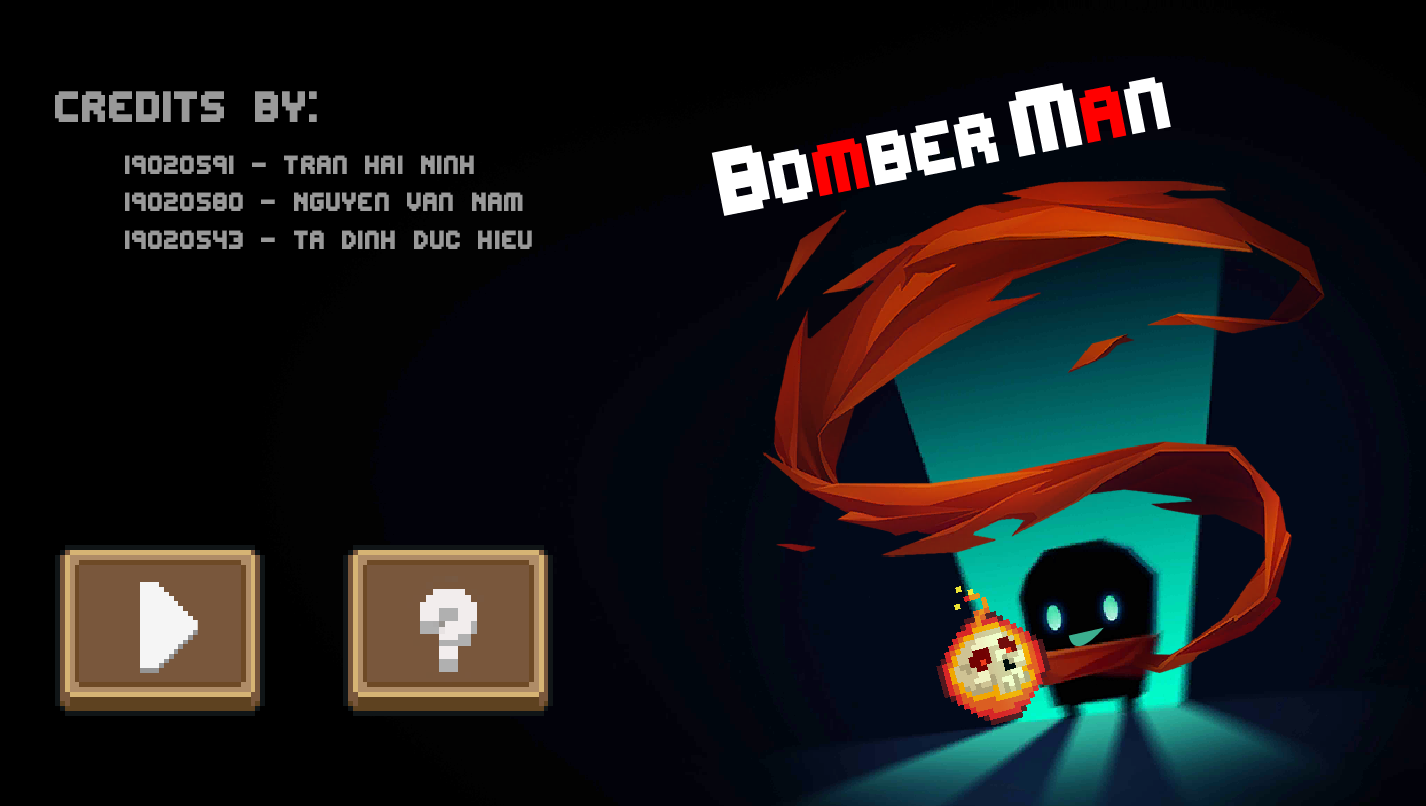 CREDITS BY:
19020591 - TRAN HAI NINH
19020580 - NGUYEN VAN NAM
19020543 - TA DINH DUC HIEU
BOMBER MAN
?